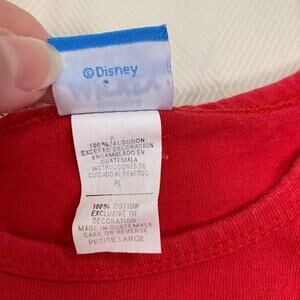 ©Disney
100% ALGODON
EXCEPTO DECORACION
ENSAMBLADO EN
GUATEMALA
INSTRUCCIONES DE
CUIDADO AL REVERSO
PL
100% COTTON
EXCLUSIVE OF
DECORATION
MADE IN GUATEMALA
CARE ON REVERSE
PETITE LARGE